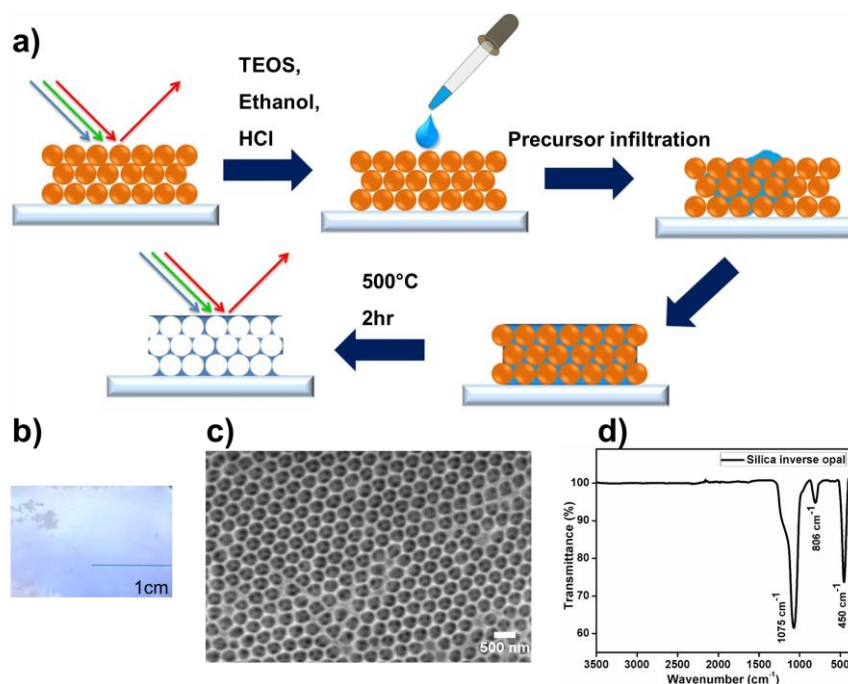 a)
TEOS,
Ethanol,
HCl
Precursor infiltration
500°C
2hr
b)
1cm
c)
500 nm
d)
Silica inverse opal
Transmittance (%)
100
90
80
70
60
1075 cm⁻¹
806 cm⁻¹
450 cm⁻¹
3500 3000 2500 2000 1500 1000 500
Wavenumber (cm⁻¹)